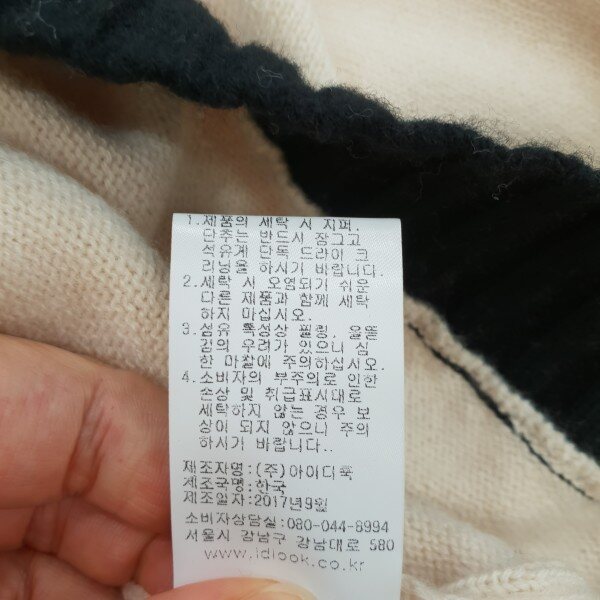 1.제품의 세탁 시 지퍼,
단추는 반드시 장그고
석유계 단독 드라이 크
리닝을 하시기 바랍니다.
2.세탁 시 오염되기 쉬운
다른 제품과 함께 세탁
하지 마십시오.
3.섬유 특성상 필링, 올뜯
김의 우려가 있으니 심
한 마찰에 주의하십시오.
4.소비자의 부주의로 인한
손상 및 취급표시대로
세탁하지 않는 경우 보
상이 되지 않으니 주의
하시기 바랍니다..
제조자명:(주)아이디룩
제조국명:한국
제조일자:2017년9월
소비자상담실:080-044-8994
서울시 강남구 강남대로 580
www.idlook.co.kr